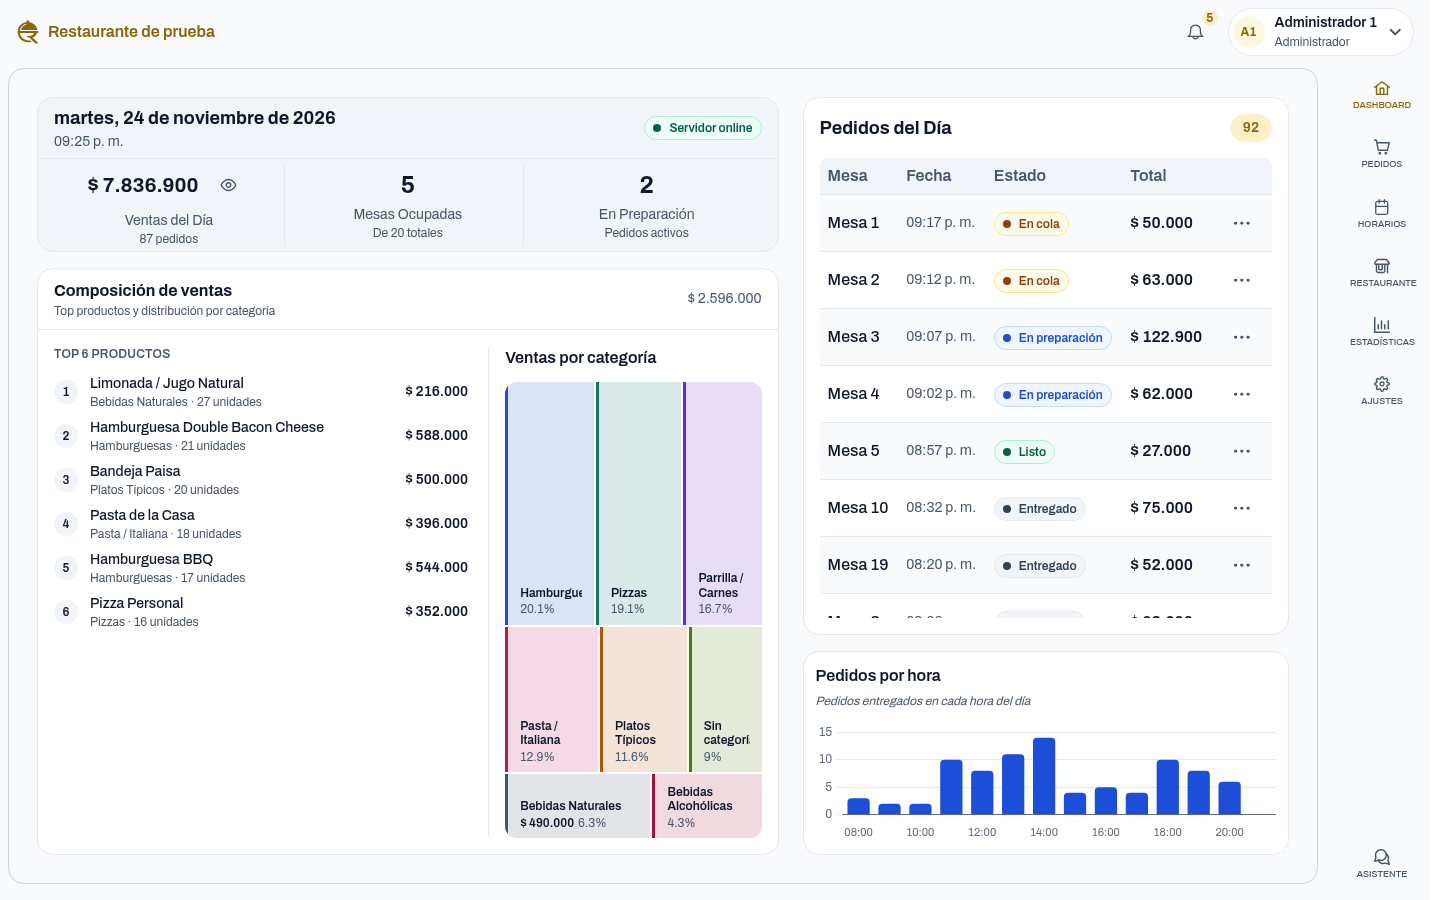 Restaurante de prueba
5
A1
Administrador 1
Administrador
martes, 24 de noviembre de 2026
09:25 p. m.
Servidor online
$ 7.836.900
Ventas del Día
87 pedidos
5
Mesas Ocupadas
De 20 totales
2
En Preparación
Pedidos activos
Composición de ventas
Top productos y distribución por categoría
$ 2.596.000
TOP 6 PRODUCTOS
1
Limonada / Jugo Natural
Bebidas Naturales · 27 unidades
$ 216.000
2
Hamburguesa Double Bacon Cheese
Hamburguesas · 21 unidades
$ 588.000
3
Bandeja Paisa
Platos Típicos · 20 unidades
$ 500.000
4
Pasta de la Casa
Pasta / Italiana · 18 unidades
$ 396.000
5
Hamburguesa BBQ
Hamburguesas · 17 unidades
$ 544.000
6
Pizza Personal
Pizzas · 16 unidades
$ 352.000
Ventas por categoría
Hamburgue
20.1%
Pizzas
19.1%
Parrilla /
Carnes
16.7%
Pasta /
Italiana
12.9%
Platos
Típicos
11.6%
Sin
categorí
9%
Bebidas Naturales
$ 490.000 6.3%
Bebidas
Alcohólicas
4.3%
Pedidos del Día
92
Mesa Fecha Estado Total
Mesa 1 09:17 p. m. En cola $ 50.000
Mesa 2 09:12 p. m. En cola $ 63.000
Mesa 3 09:07 p. m. En preparación $ 122.900
Mesa 4 09:02 p. m. En preparación $ 62.000
Mesa 5 08:57 p. m. Listo $ 27.000
Mesa 10 08:32 p. m. Entregado $ 75.000
Mesa 19 08:20 p. m. Entregado $ 52.000
Pedidos por hora
Pedidos entregados en cada hora del día
15
10
5
0
08:00 10:00 12:00 14:00 16:00 18:00 20:00
DASHBOARD
PEDIDOS
HORARIOS
RESTAURANTE
ESTADÍSTICAS
AJUSTES
ASISTENTE